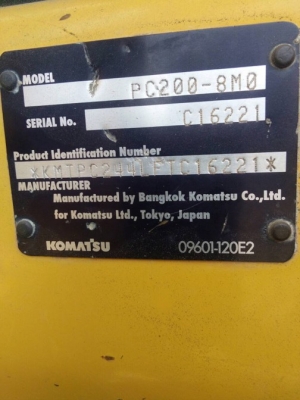 MODEL PC200-8M0
SERIAL No. C16221
Product Identification Number
MANUFACTURER
Manufactured by Bangkok Komatsu Co.,Ltd.
for Komatsu Ltd., Tokyo, Japan
KOMATSU 09601-120E2